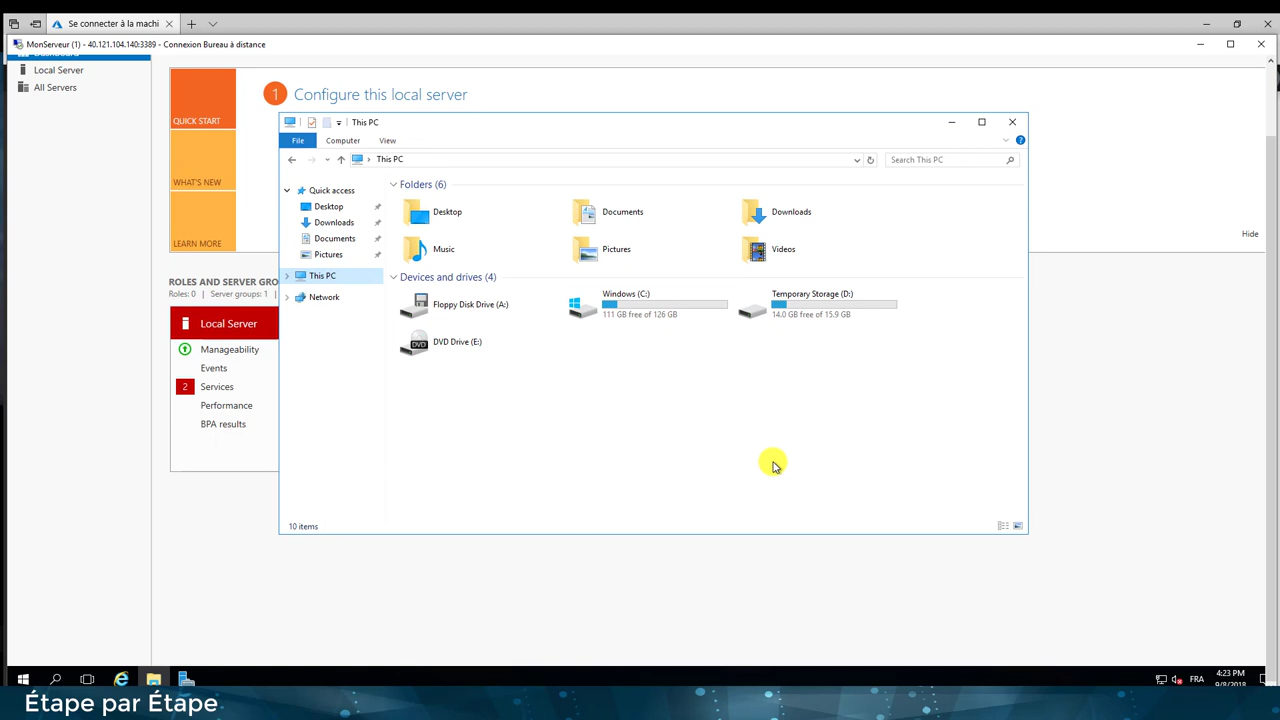 Se connecter à la machi
MonServeur (1) - 40.121.104.140:3389 - Connexion Bureau à distance
Local Server
All Servers
QUICK START
WHAT'S NEW
LEARN MORE
1 Configure this local server
Hide
ROLES AND SERVER GRO
Roles: 0 | Server groups: 1 |
Local Server
Manageability
Events
2 Services
Performance
BPA results
This PC
File Computer View
This PC
Search This PC
Quick access
Desktop
Downloads
Documents
Pictures
This PC
Network
Folders (6)
Desktop
Documents
Downloads
Music
Pictures
Videos
Devices and drives (4)
Floppy Disk Drive (A:)
Windows (C:)
111 GB free of 126 GB
Temporary Storage (D:)
14.0 GB free of 15.9 GB
DVD
DVD Drive (E:)
10 items
FRA
4:23 PM
9/8/2018
Étape par Étape